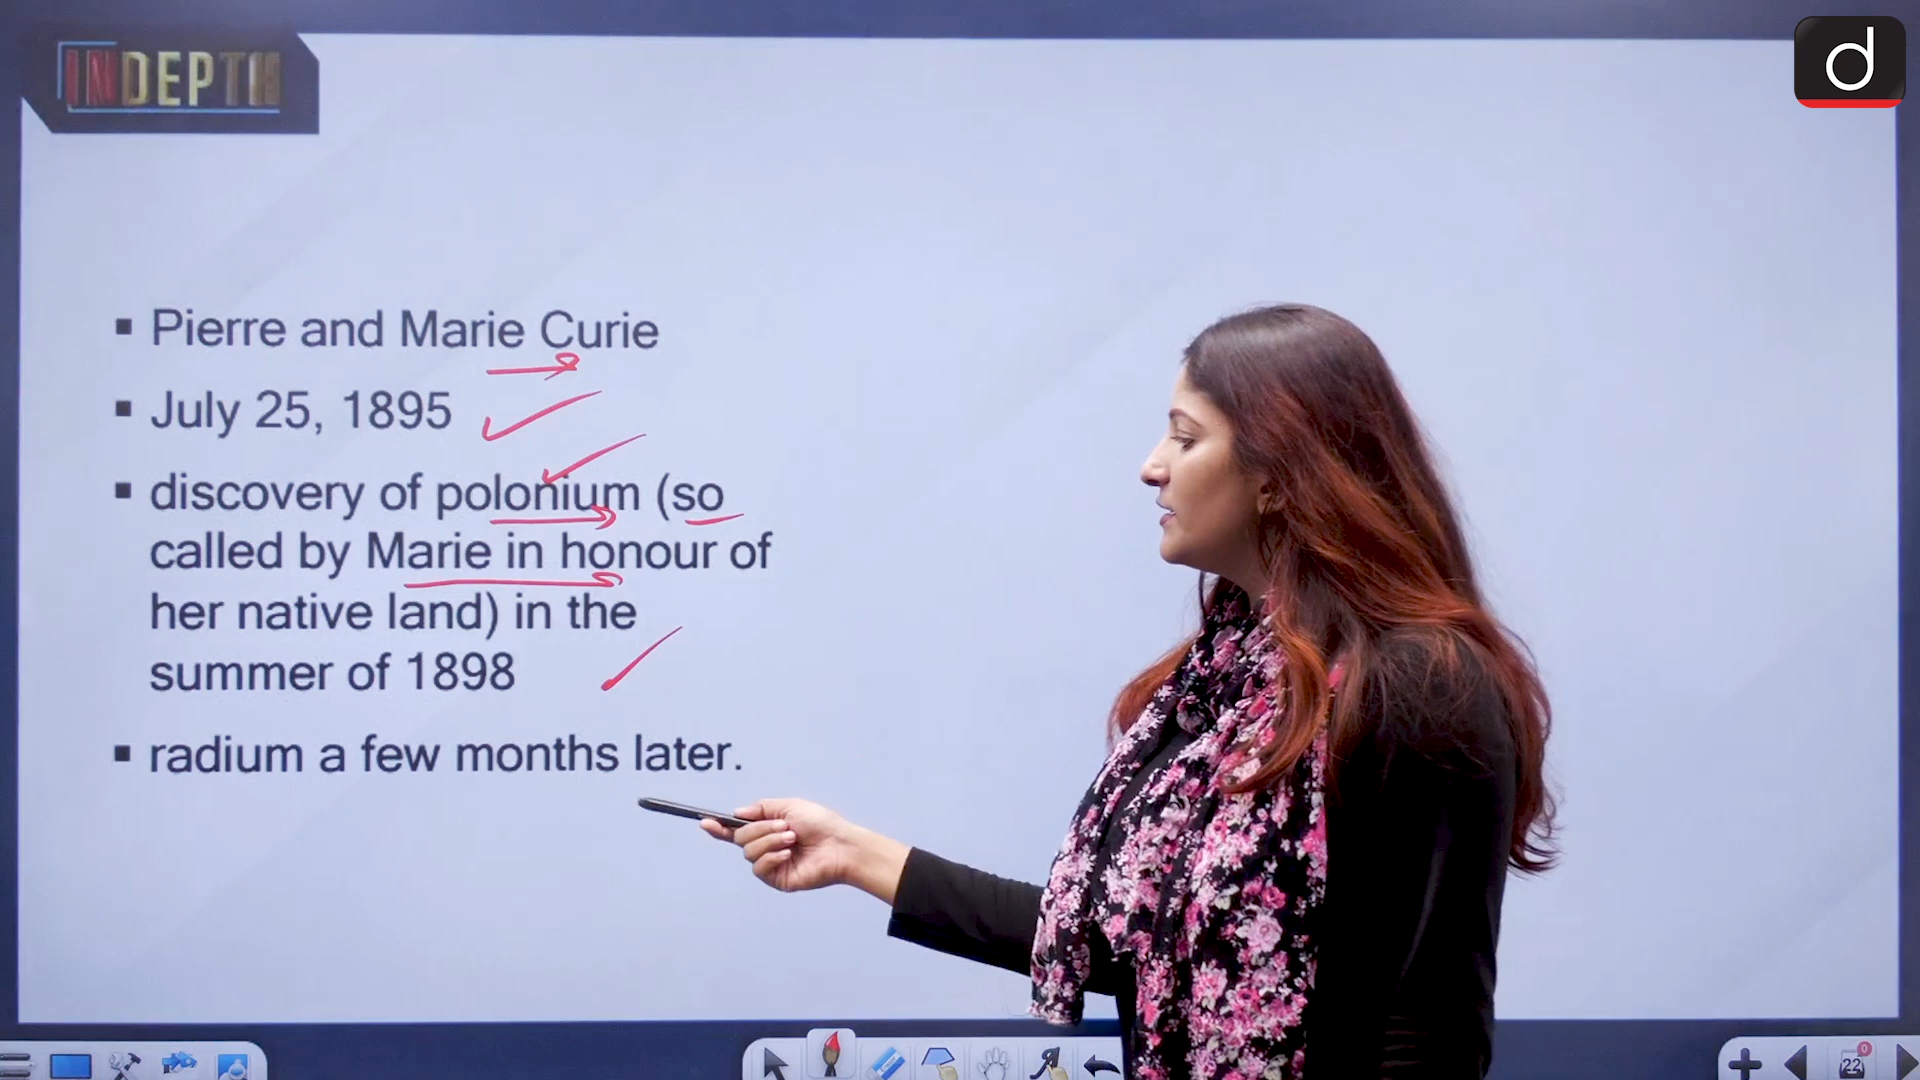 INDEPTH
d
▪ Pierre and Marie Curie
▪ July 25, 1895
▪ discovery of polonium (so
called by Marie in honour of
her native land) in the
summer of 1898
▪ radium a few months later.
22
0